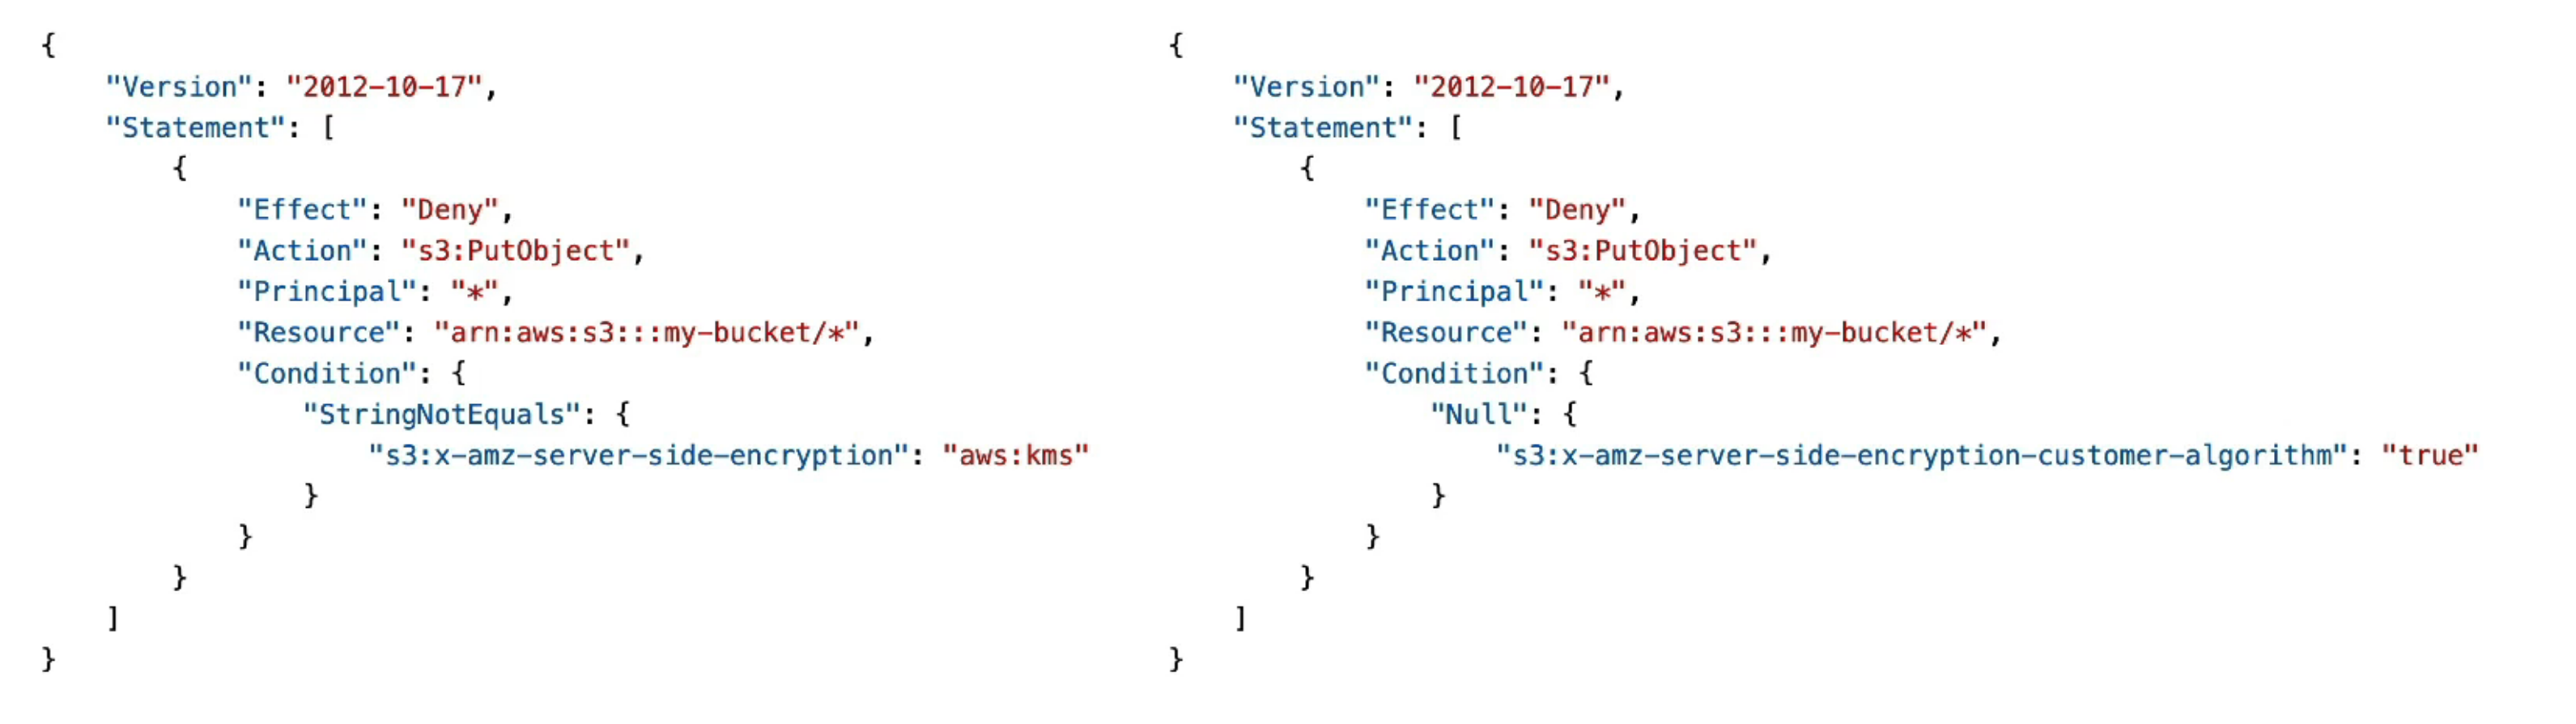 {
    "Version": "2012-10-17",
    "Statement": [
        {
            "Effect": "Deny",
            "Action": "s3:PutObject",
            "Principal": "*",
            "Resource": "arn:aws:s3:::my-bucket/*",
            "Condition": {
                "StringNotEquals": {
                    "s3:x-amz-server-side-encryption": "aws:kms"
                }
            }
        }
    ]
}
{
    "Version": "2012-10-17",
    "Statement": [
        {
            "Effect": "Deny",
            "Action": "s3:PutObject",
            "Principal": "*",
            "Resource": "arn:aws:s3:::my-bucket/*",
            "Condition": {
                "Null": {
                    "s3:x-amz-server-side-encryption-customer-algorithm": "true"
                }
            }
        }
    ]
}